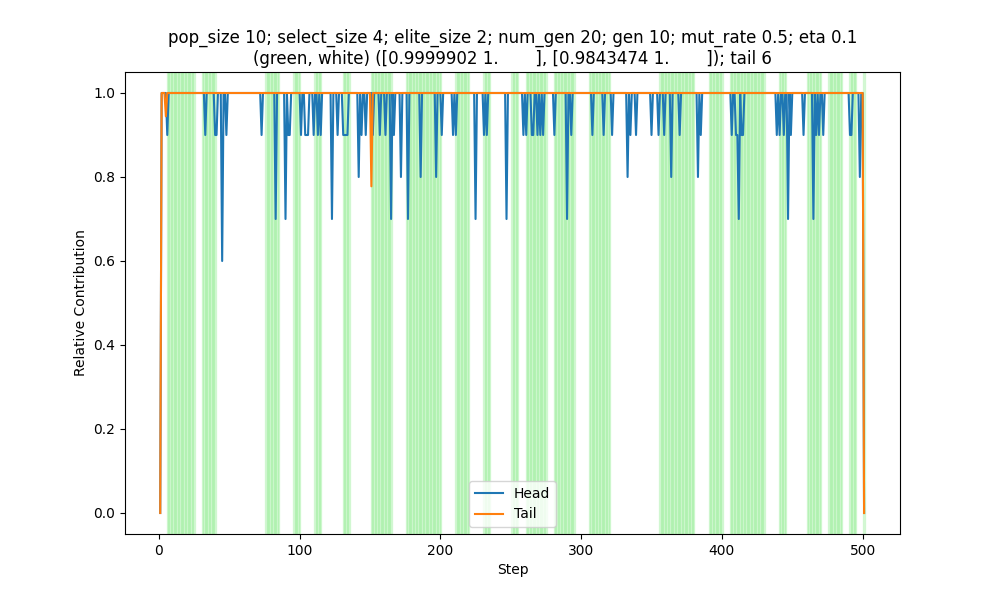 pop_size 10; select_size 4; elite_size 2; num_gen 20; gen 10; mut_rate 0.5; eta 0.1
(green, white) ([0.9999902 1.        ], [0.9843474 1.        ]); tail 6
1.0
0.8
0.6
0.4
0.2
0.0
Relative Contribution
Head
Tail
0 100 200 300 400 500
Step